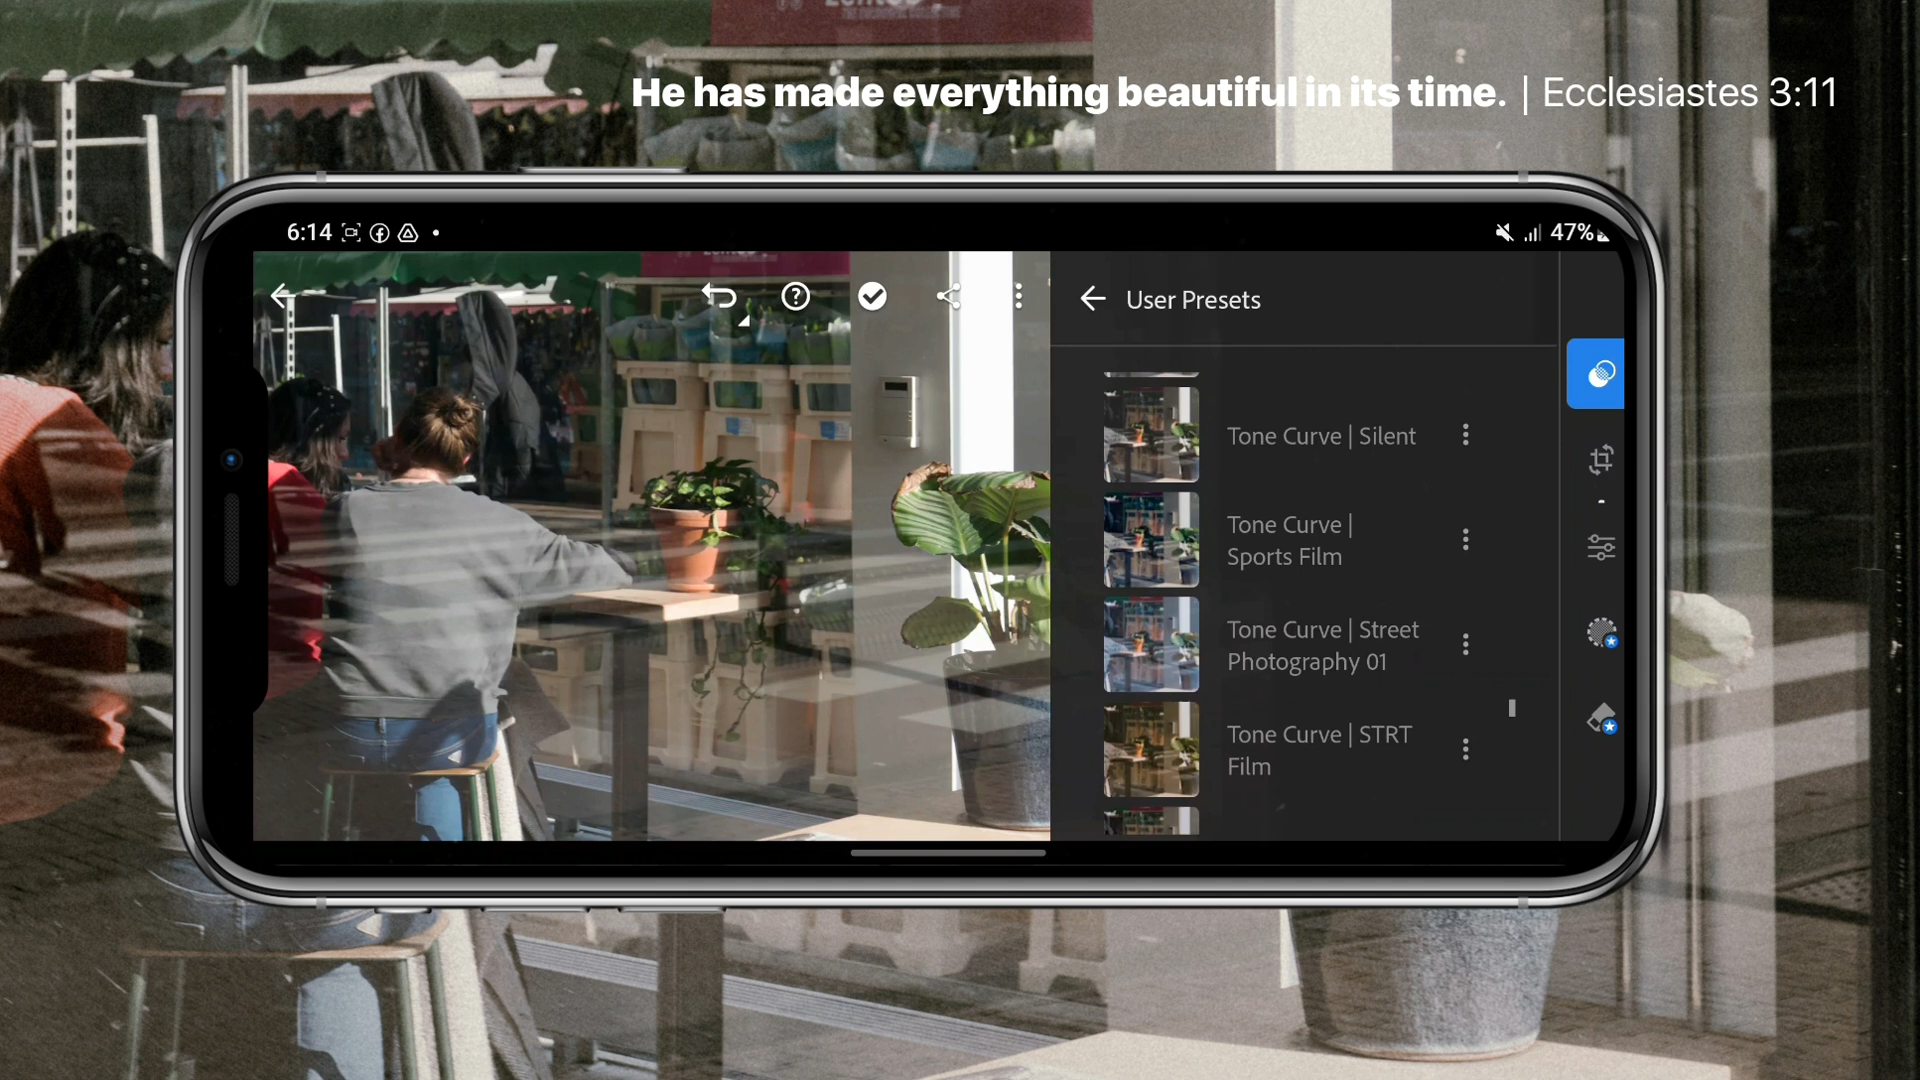 He has made everything beautiful in its time. | Ecclesiastes 3:11
6:14
47%
User Presets
Tone Curve | Silent
Tone Curve |
Sports Film
Tone Curve | Street
Photography 01
Tone Curve | STRT
Film